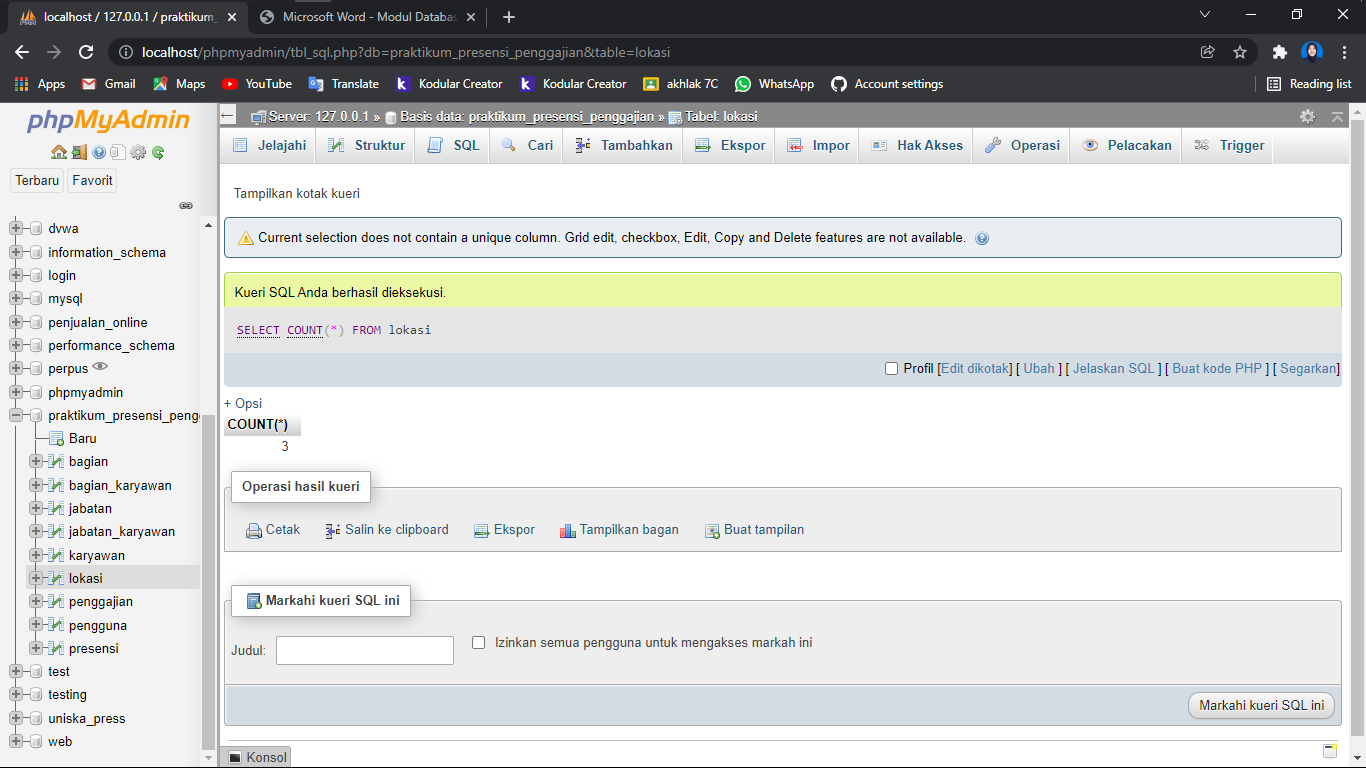 localhost / 127.0.0.1 / praktikum_
Microsoft Word - Modul Databas
localhost/phpmyadmin/tbl_sql.php?db=praktikum_presensi_penggajian&table=lokasi
Apps Gmail Maps YouTube Translate Kodular Creator Kodular Creator akhlak 7C WhatsApp Account settings Reading list
phpMyAdmin
Terbaru Favorit
dvwa
information_schema
login
mysql
penjualan_online
performance_schema
perpus
phpmyadmin
praktikum_presensi_peng
Baru
bagian
bagian_karyawan
jabatan
jabatan_karyawan
karyawan
lokasi
penggajian
pengguna
presensi
test
testing
uniska_press
web
Server: 127.0.0.1 » Basis data: praktikum_presensi_penggajian » Tabel: lokasi
Jelajahi Struktur SQL Cari Tambahkan Ekspor Impor Hak Akses Operasi Pelacakan Trigger
Tampilkan kotak kueri
Current selection does not contain a unique column. Grid edit, checkbox, Edit, Copy and Delete features are not available.
Kueri SQL Anda berhasil dieksekusi.
SELECT COUNT(*) FROM lokasi
Profil [Edit dikotak] [ Ubah ] [ Jelaskan SQL ] [ Buat kode PHP ] [ Segarkan]
+ Opsi
COUNT(*)
3
Operasi hasil kueri
Cetak Salin ke clipboard Ekspor Tampilkan bagan Buat tampilan
Markahi kueri SQL ini
Judul: Izinkan semua pengguna untuk mengakses markah ini
Markahi kueri SQL ini
Konsol